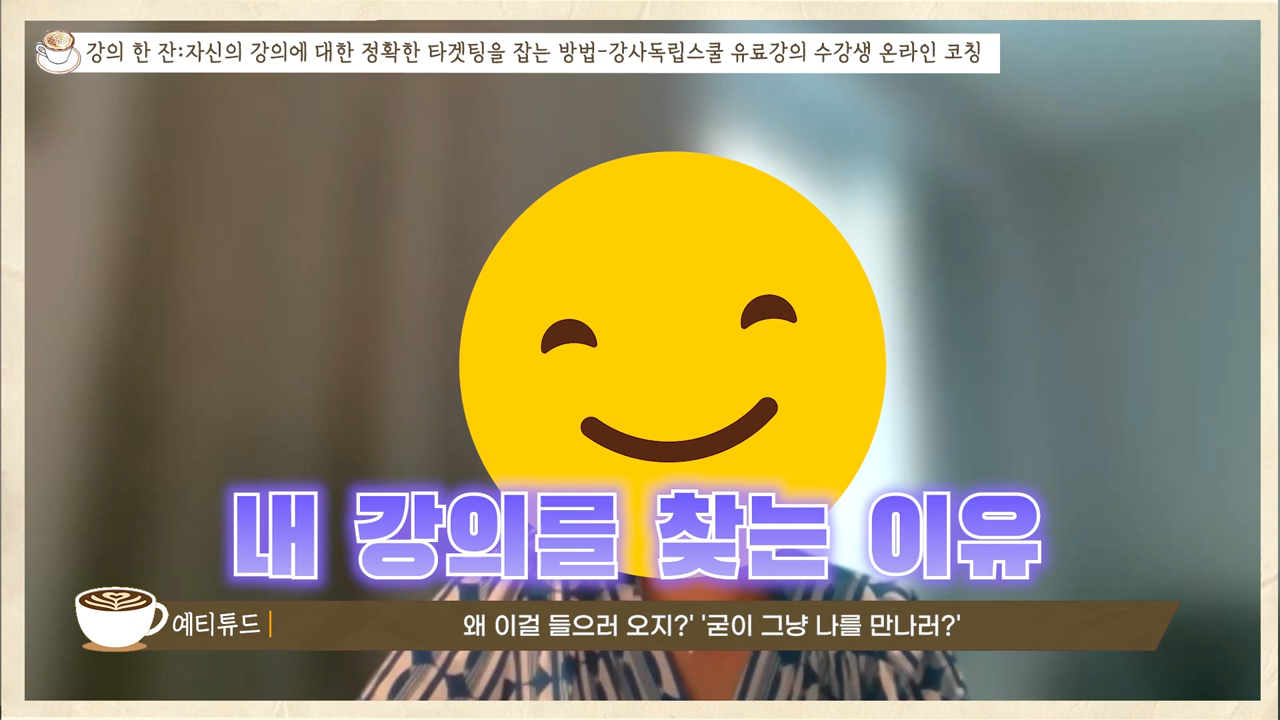 강의 한 잔:자신의 강의에 대한 정확한 타겟팅을 잡는 방법-강사독립스쿨 유료강의 수강생 온라인 코칭
내 강의를 찾는 이유
예티튜드
왜 이걸 들으러 오지?' '굳이 그냥 나를 만나러?'